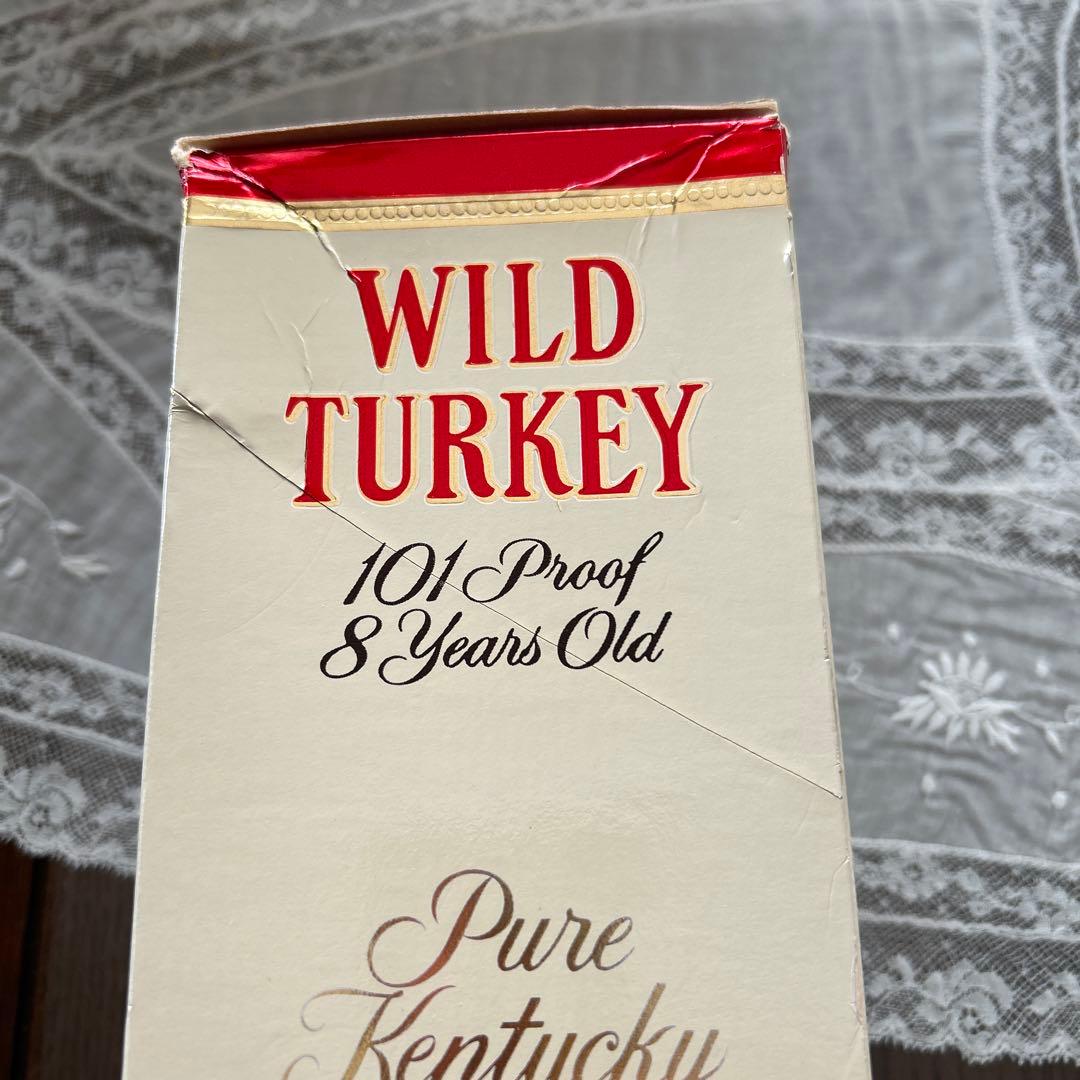 WILD
TURKEY
101 Proof
8 Years Old
Pure
Kentucky